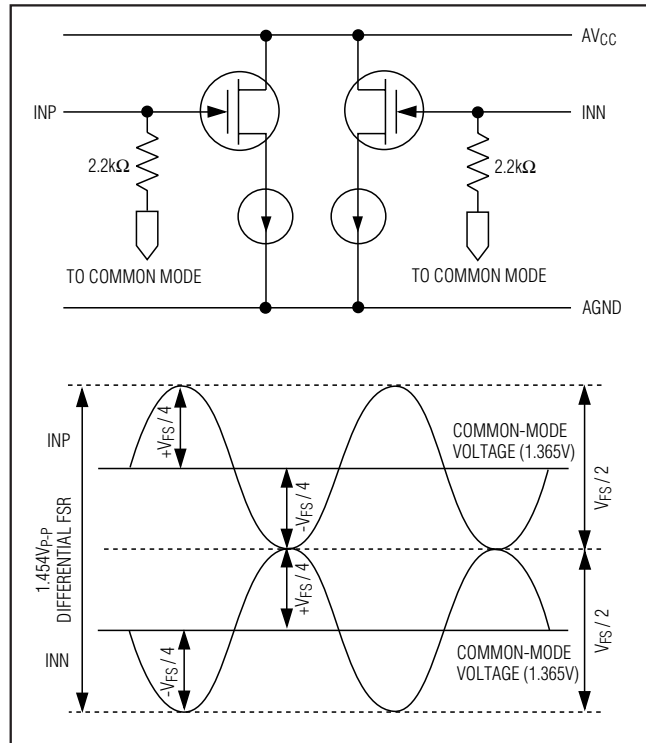 AVCC
INP
INN
2.2kΩ
2.2kΩ
TO COMMON MODE
TO COMMON MODE
AGND
INP
+VFS / 4
COMMON-MODE
VOLTAGE (1.365V)
-VFS / 4
VFS / 2
1.454VP-P
DIFFERENTIAL FSR
+VFS / 4
INN
-VFS / 4
COMMON-MODE
VOLTAGE (1.365V)
VFS / 2